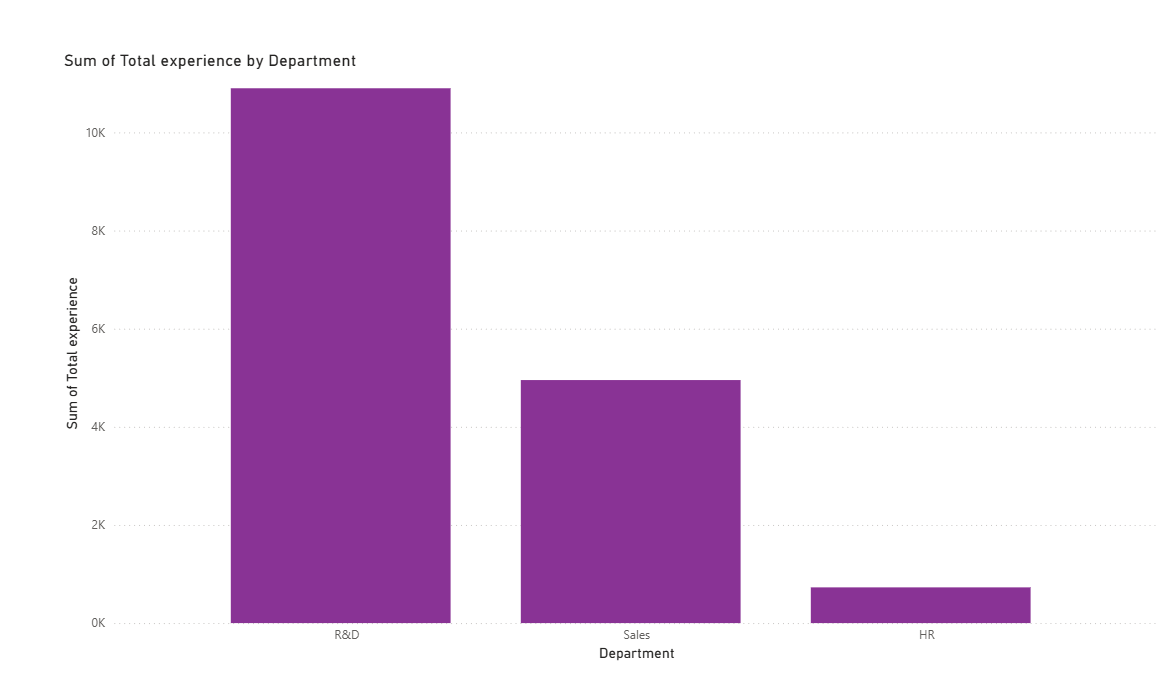 Sum of Total experience by Department
Sum of Total experience
10K
8K
6K
4K
2K
0K
R&D Sales HR
Department